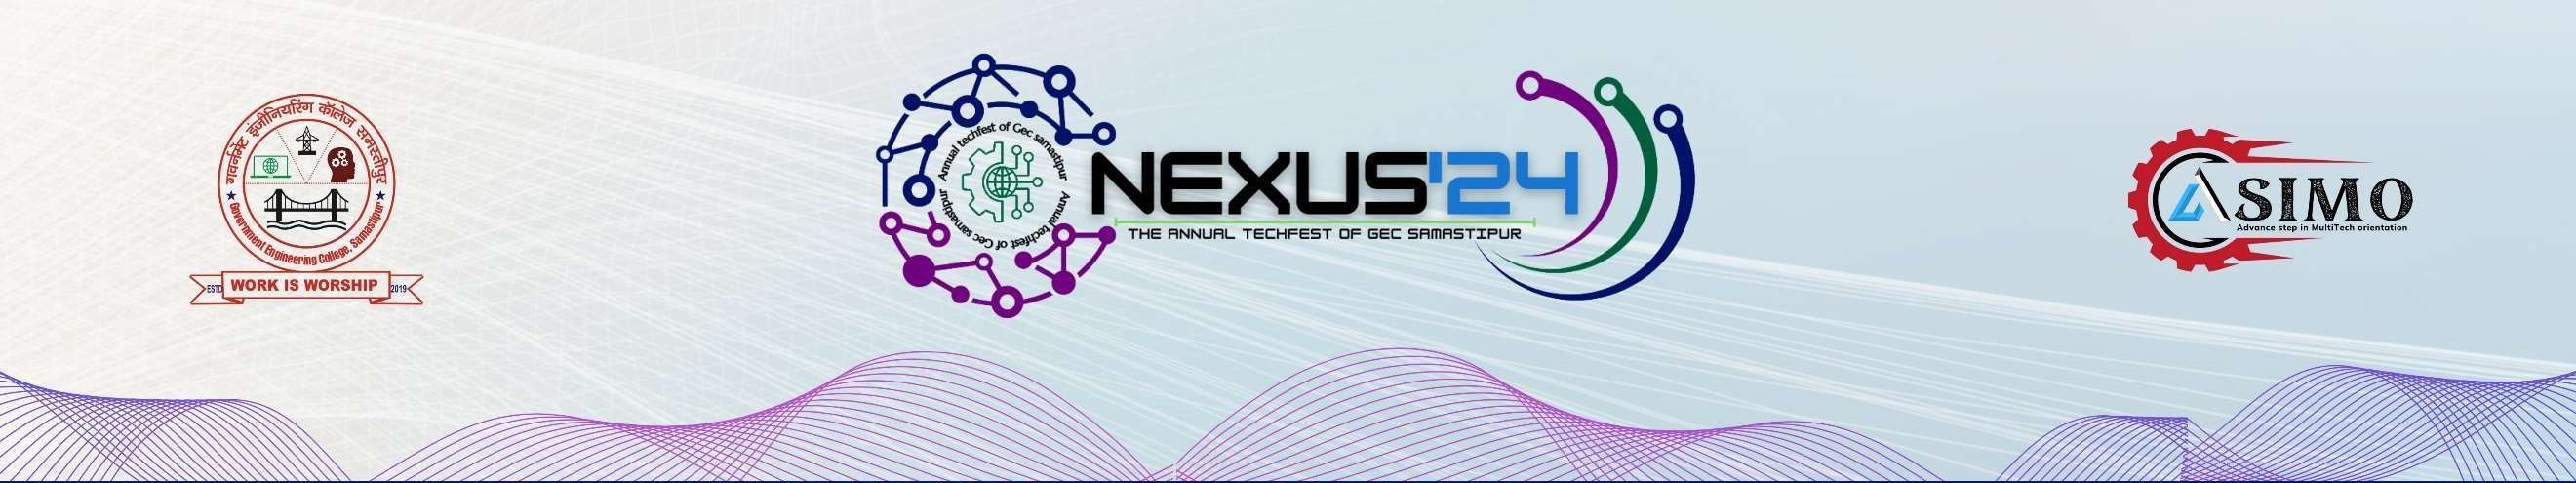 गवर्नमेंट इंजीनियरिंग कॉलेज समस्तीपुर
Government Engineering College, Samastipur
ESTD WORK IS WORSHIP 2019
Annual techfest of Gec samastipur
Annual techfest of Gec samastipur
NEXUS'24
THE ANNUAL TECHFEST OF GEC SAMASTIPUR
ASIMO
Advance step in MultiTech orientation